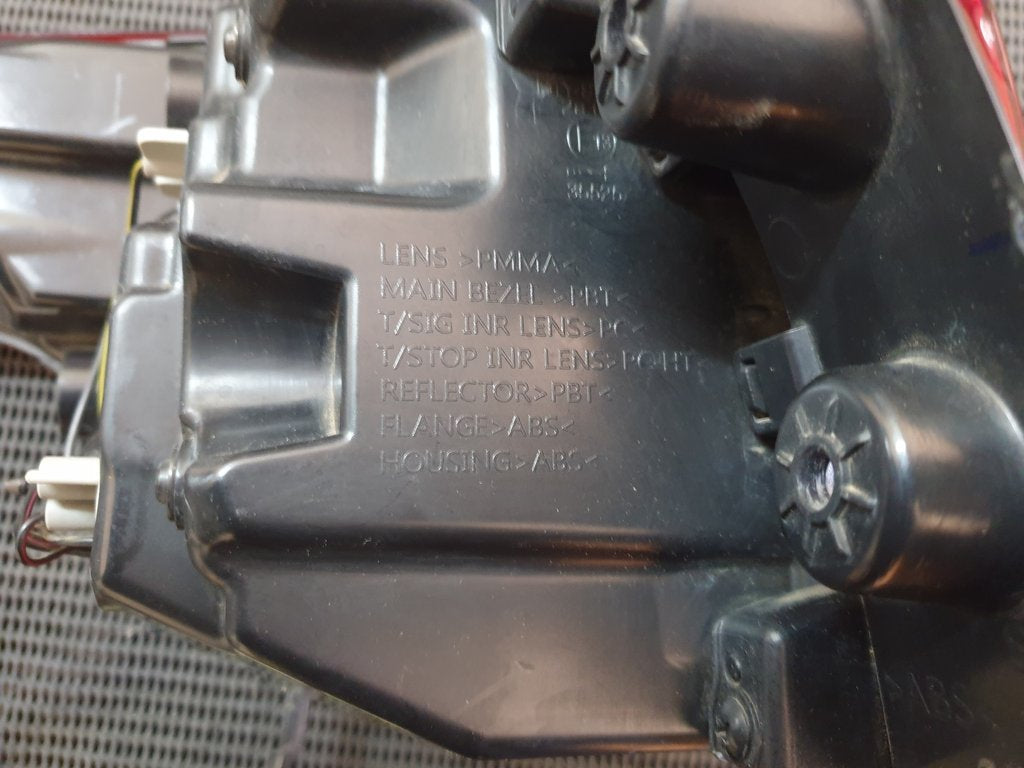 LENS >PMMA<
MAIN BEZEL >PBT<
T/SIG INR LENS>PC<
T/STOP INR LENS>PC-HT
REFLECTOR>PBT<
FLANGE>ABS<
HOUSING>ABS<
>ABS<